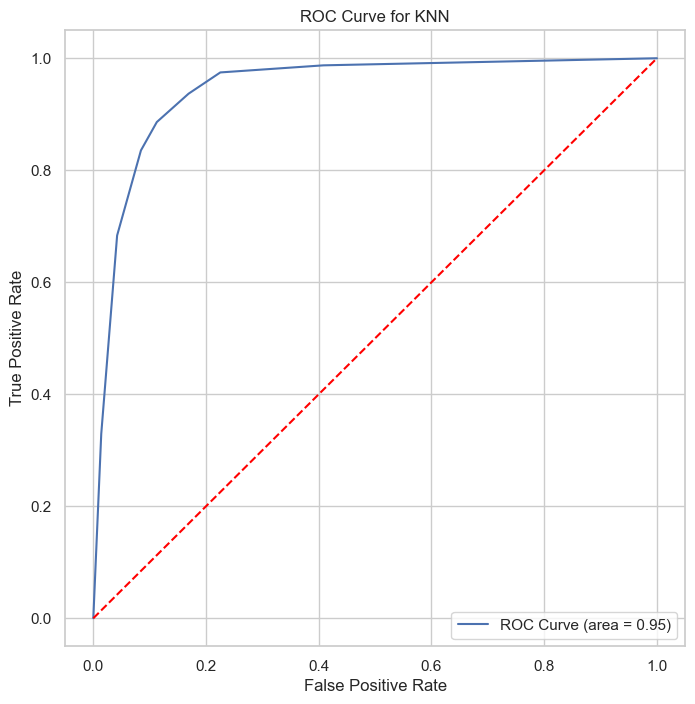 ROC Curve for KNN
1.0
0.8
0.6
0.4
0.2
0.0
True Positive Rate
ROC Curve (area = 0.95)
0.0 0.2 0.4 0.6 0.8 1.0
False Positive Rate